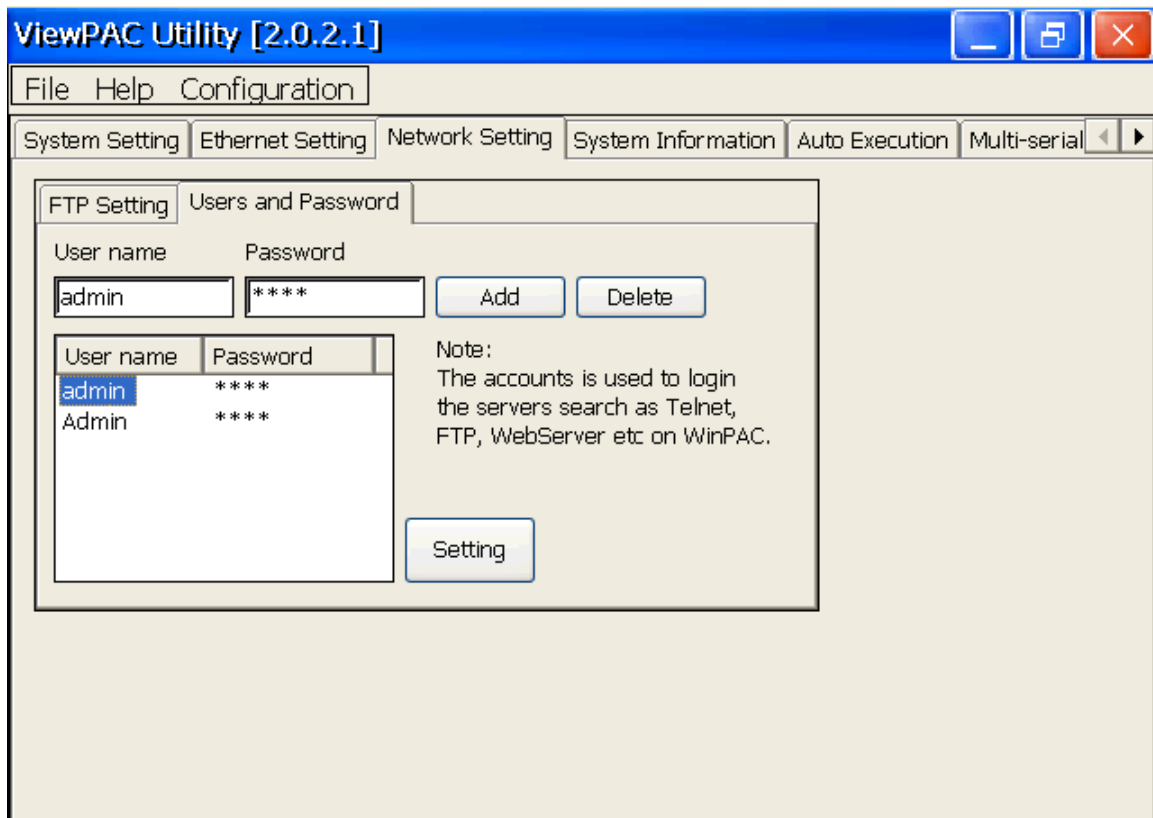 ViewPAC Utility [2.0.2.1]
File Help Configuration
System Setting Ethernet Setting Network Setting System Information Auto Execution Multi-serial
FTP Setting Users and Password
User name Password
admin **** Add Delete
User name Password
admin ****
Admin ****
Note:
The accounts is used to login
the servers search as Telnet,
FTP, WebServer etc on WinPAC.
Setting